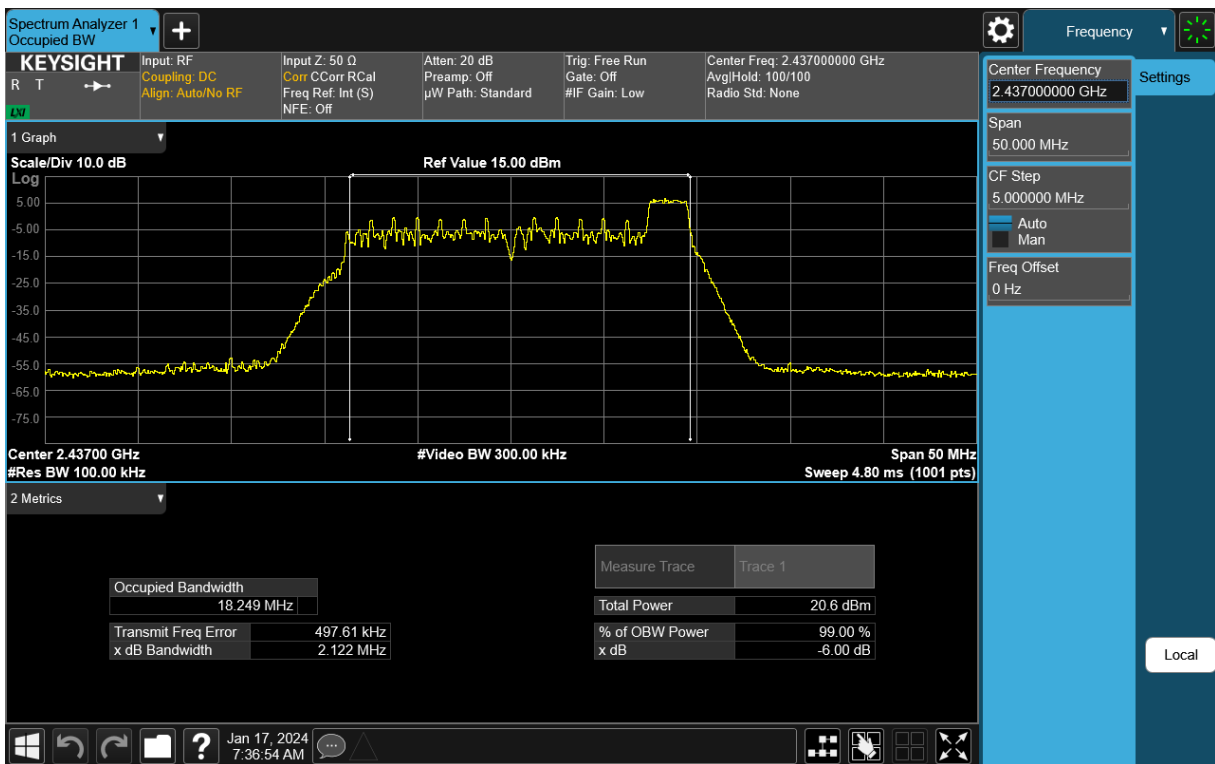 Spectrum Analyzer 1
Occupied BW
Frequency
KEYSIGHT
R T
LXI
Input: RF
Coupling: DC
Align: Auto/No RF
Input Z: 50 Ω
Corr CCorr RCal
Freq Ref: Int (S)
NFE: Off
Atten: 20 dB
Preamp: Off
µW Path: Standard
Trig: Free Run
Gate: Off
#IF Gain: Low
Center Freq: 2.437000000 GHz
Avg|Hold: 100/100
Radio Std: None
Center Frequency
2.437000000 GHz
Settings
Span
50.000 MHz
CF Step
5.000000 MHz
Auto
Man
Freq Offset
0 Hz
Local
1 Graph
Scale/Div 10.0 dB
Ref Value 15.00 dBm
Log
5.00
-5.00
-15.0
-25.0
-35.0
-45.0
-55.0
-65.0
-75.0
Center 2.43700 GHz
#Video BW 300.00 kHz
Span 50 MHz
#Res BW 100.00 kHz
Sweep 4.80 ms (1001 pts)
2 Metrics
Measure Trace Trace 1
Occupied Bandwidth
18.249 MHz
Total Power 20.6 dBm
Transmit Freq Error 497.61 kHz
% of OBW Power 99.00 %
x dB Bandwidth 2.122 MHz
x dB -6.00 dB
?
Jan 17, 2024
7:36:54 AM